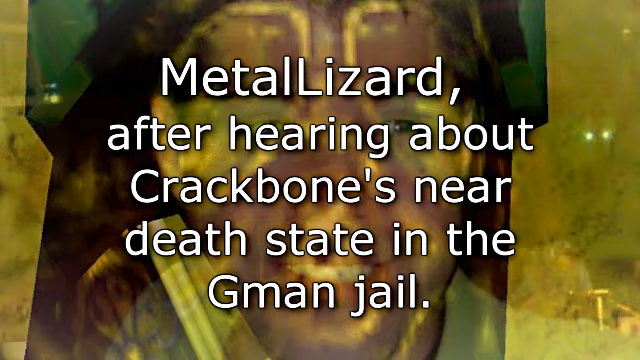 MetalLizard,
after hearing about
Crackbone's near
death state in the
Gman jail.